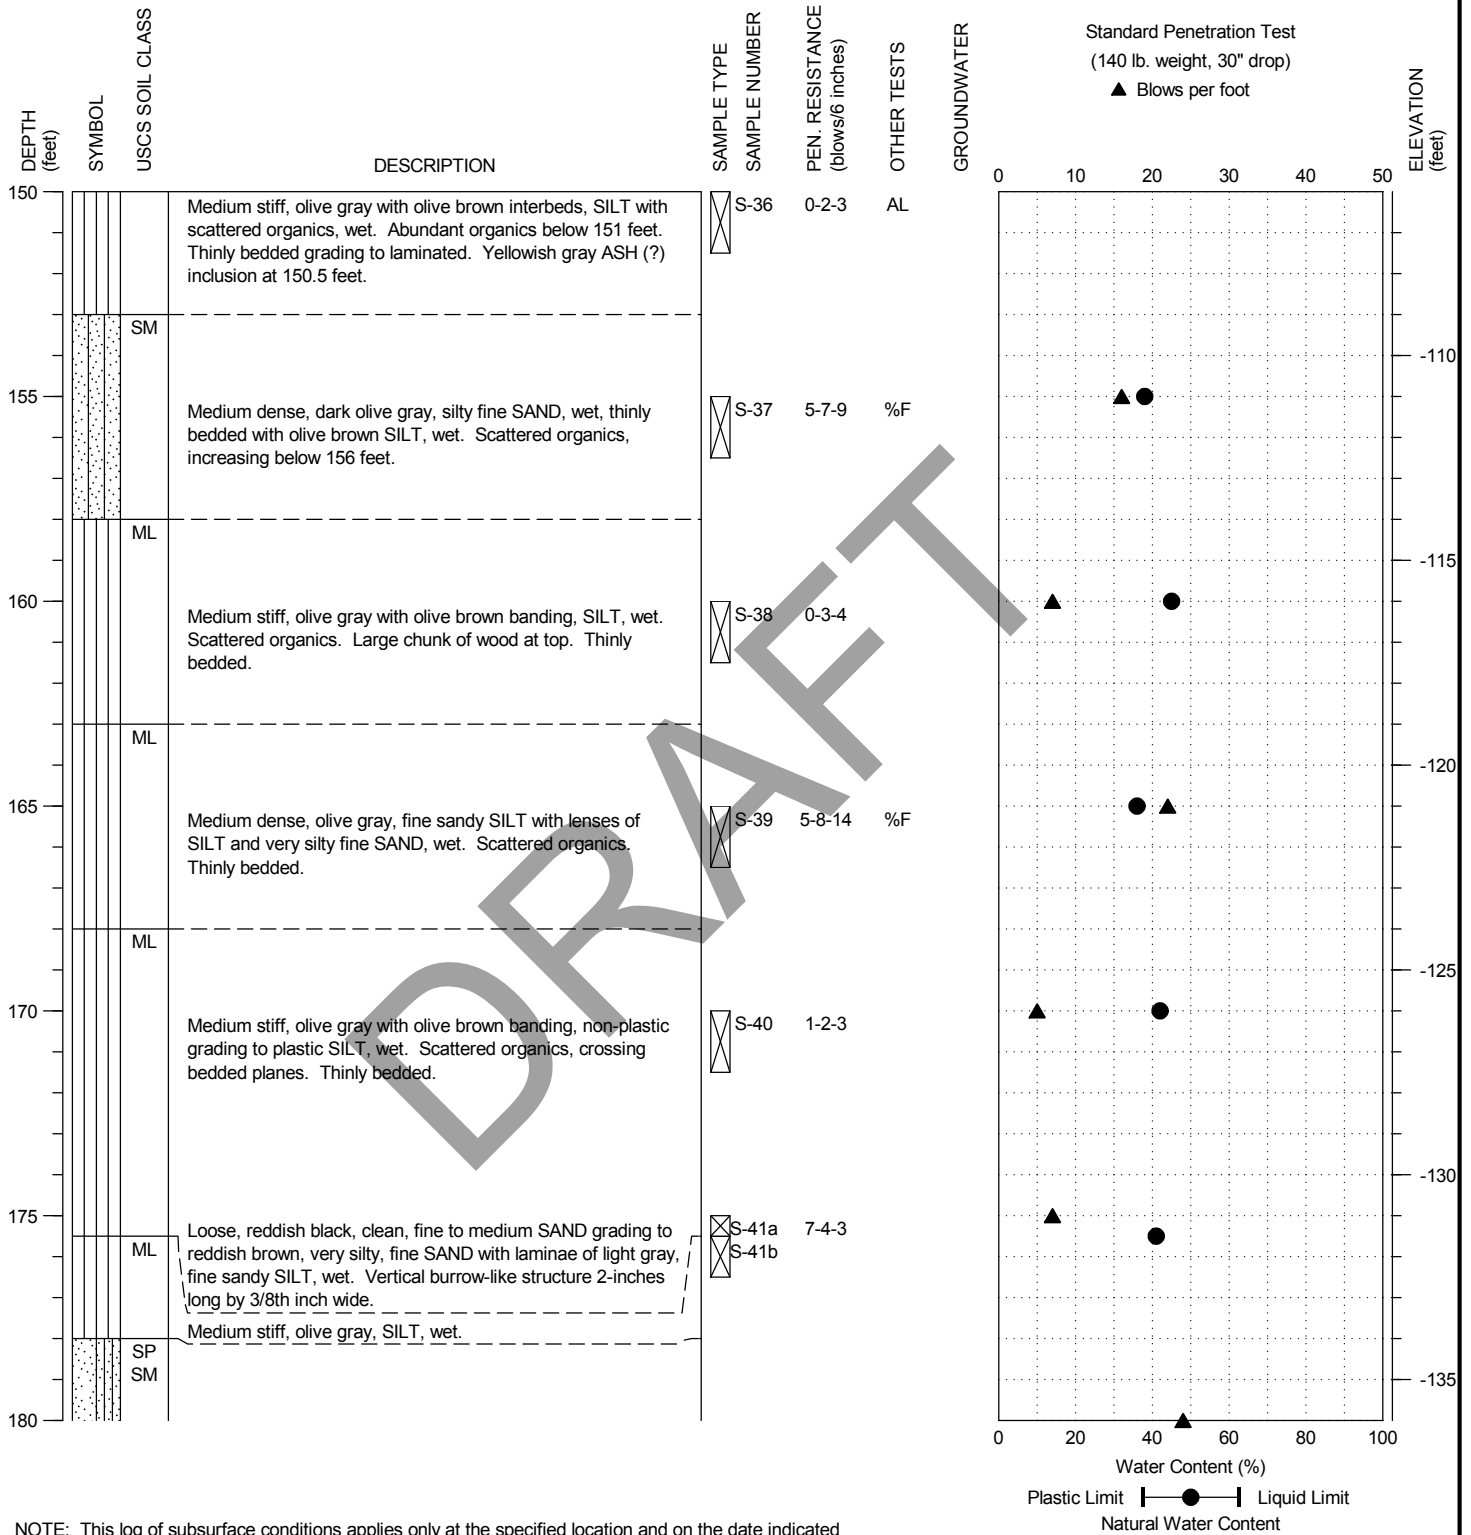 DEPTH
(feet)
SYMBOL
USCS SOIL CLASS
DESCRIPTION
SAMPLE TYPE
SAMPLE NUMBER
PEN. RESISTANCE
(blows/6 inches)
OTHER TESTS
GROUNDWATER
Standard Penetration Test
(140 lb. weight, 30" drop)
▲ Blows per foot
ELEVATION
(feet)
0 10 20 30 40 50
150
Medium stiff, olive gray with olive brown interbeds, SILT with
scattered organics, wet. Abundant organics below 151 feet.
Thinly bedded grading to laminated. Yellowish gray ASH (?)
inclusion at 150.5 feet.
S-36 0-2-3 AL
SM
-110
155
Medium dense, dark olive gray, silty fine SAND, wet, thinly
bedded with olive brown SILT, wet. Scattered organics,
increasing below 156 feet.
S-37 5-7-9 %F
ML
-115
160
Medium stiff, olive gray with olive brown banding, SILT, wet.
Scattered organics. Large chunk of wood at top. Thinly
bedded.
S-38 0-3-4
ML
-120
165
Medium dense, olive gray, fine sandy SILT with lenses of
SILT and very silty fine SAND, wet. Scattered organics.
Thinly bedded.
S-39 5-8-14 %F
ML
-125
170
Medium stiff, olive gray with olive brown banding, non-plastic
grading to plastic SILT, wet. Scattered organics, crossing
bedded planes. Thinly bedded.
S-40 1-2-3
-130
175
Loose, reddish black, clean, fine to medium SAND grading to
reddish brown, very silty, fine SAND with laminae of light gray,
fine sandy SILT, wet. Vertical burrow-like structure 2-inches
long by 3/8th inch wide.
S-41a 7-4-3
S-41b
ML
Medium stiff, olive gray, SILT, wet.
SP
SM
-135
180
DRAFT
0 20 40 60 80 100
Water Content (%)
Plastic Limit Liquid Limit
Natural Water Content
NOTE: This log of subsurface conditions applies only at the specified location and on the date indicated